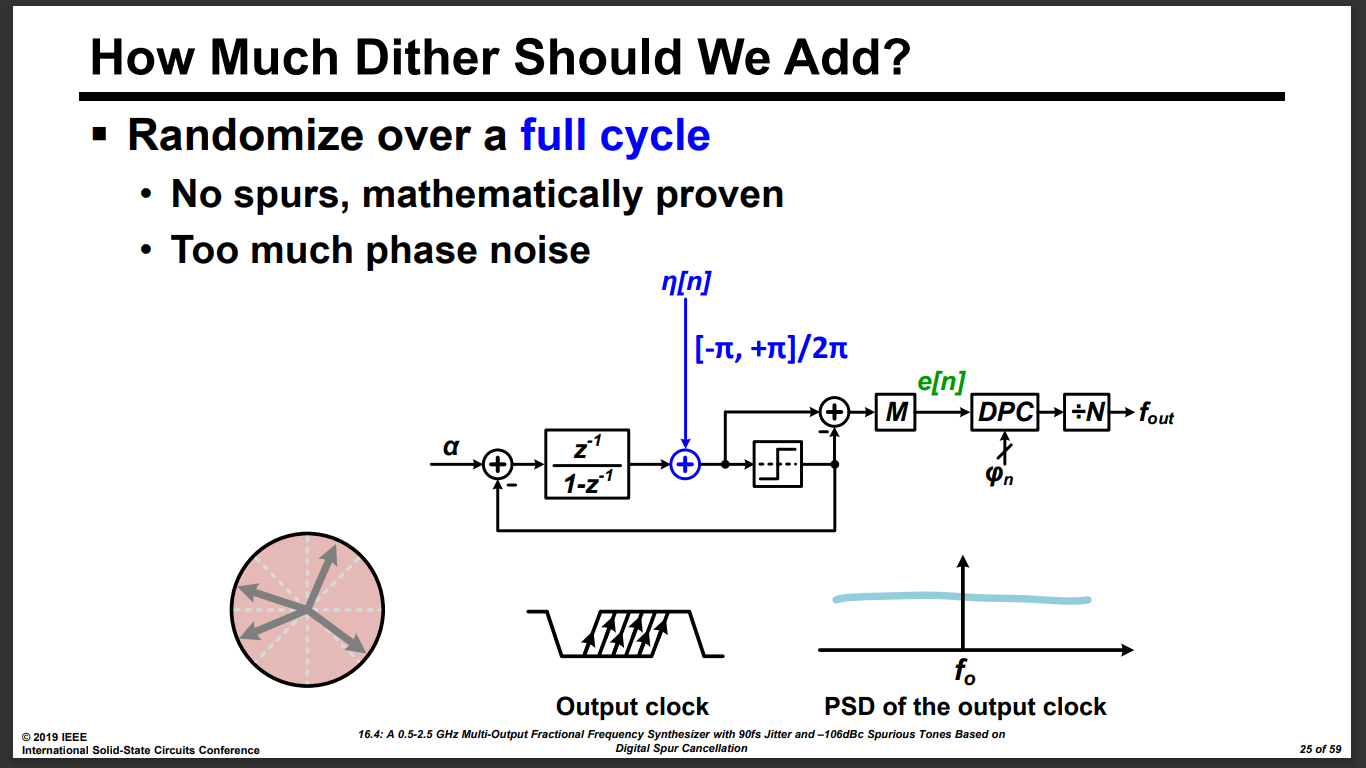 How Much Dither Should We Add?
▪ Randomize over a full cycle
• No spurs, mathematically proven
• Too much phase noise
η[n]
[-π, +π]/2π
e[n]
α
+
-
z⁻¹
1-z⁻¹
+
+
-
M
DPC
÷N
fout
φn
fo
Output clock
PSD of the output clock
© 2019 IEEE
International Solid-State Circuits Conference
16.4: A 0.5-2.5 GHz Multi-Output Fractional Frequency Synthesizer with 90fs Jitter and –106dBc Spurious Tones Based on
Digital Spur Cancellation
25 of 59